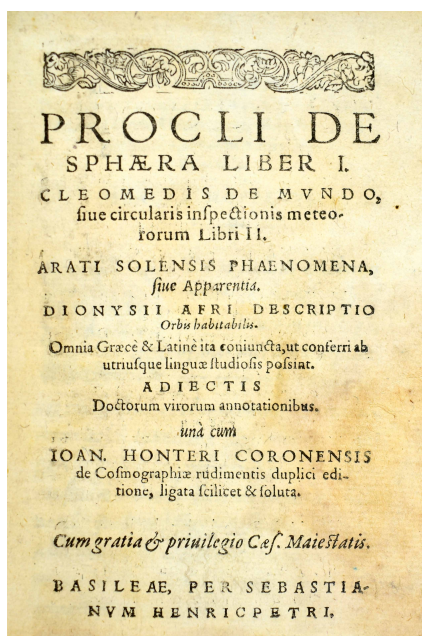 PROCLI DE
SPHÆRA LIBER I.
CLEOMEDIS DE MVNDO,
ſiue circularis inſpectionis meteo-
rorum Libri II.
ARATI SOLENSIS PHAENOMENA,
ſiue Apparentia.
DIONYSII AFRI DESCRIPTIO
Orbis habitabilis.
Omnia Græcè & Latinè ita coniuncta, ut conferri ab
utriuſque linguæ ſtudioſis poſsint.
ADIECTIS
Doctorum virorum annotationibus.
unà cum
IOAN. HONTERI CORONENSIS
de Coſmographiæ rudimentis duplici edi-
tione, ligata ſcilicet & ſoluta.
Cum gratia & priuilegio Cæſ. Maieſtatis.
BASILEAE, PER SEBASTIA-
NVM HENRICPETRI.